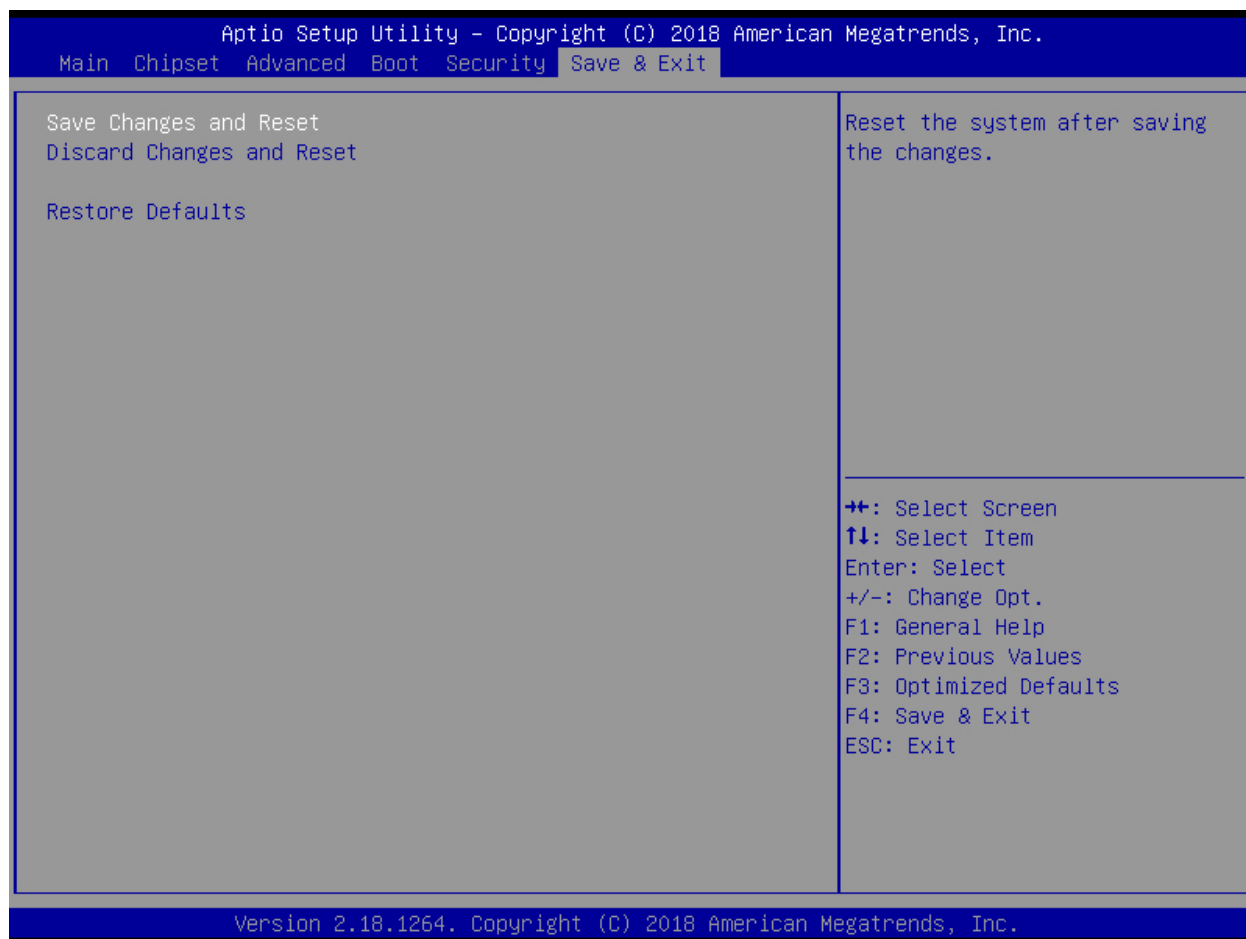 Aptio Setup Utility – Copyright (C) 2018 American Megatrends, Inc.
Main Chipset Advanced Boot Security Save & Exit
Save Changes and Reset
Discard Changes and Reset
Restore Defaults
Reset the system after saving
the changes.
→←: Select Screen
↑↓: Select Item
Enter: Select
+/-: Change Opt.
F1: General Help
F2: Previous Values
F3: Optimized Defaults
F4: Save & Exit
ESC: Exit
Version 2.18.1264. Copyright (C) 2018 American Megatrends, Inc.